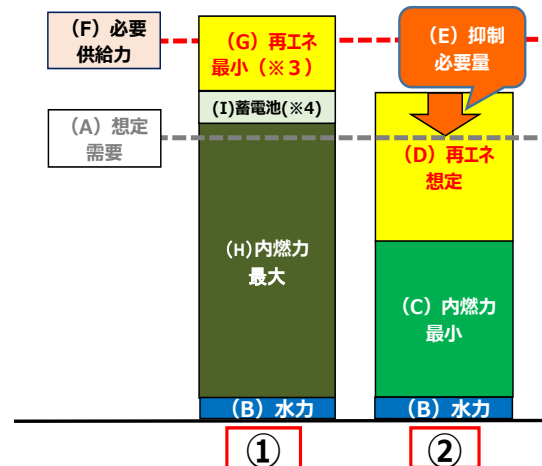 (F)必要
供給力
(G)再エネ
最小(※3)
(E)抑制
必要量
(I)蓄電池(※4)
(A)想定
需要
(D)再エネ
想定
(H)内燃力
最大
(C)内燃力
最小
(B)水力
(B)水力
①
②